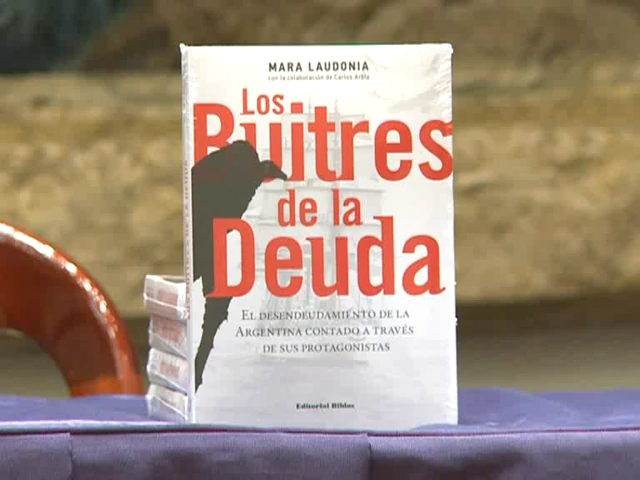 MARA LAUDONIA
con la colaboración de Carlos Arbia
Los
Buitres
de la
Deuda
EL DESENDEUDAMIENTO DE LA
ARGENTINA CONTADO A TRAVÉS
DE SUS PROTAGONISTAS
Editorial Biblos